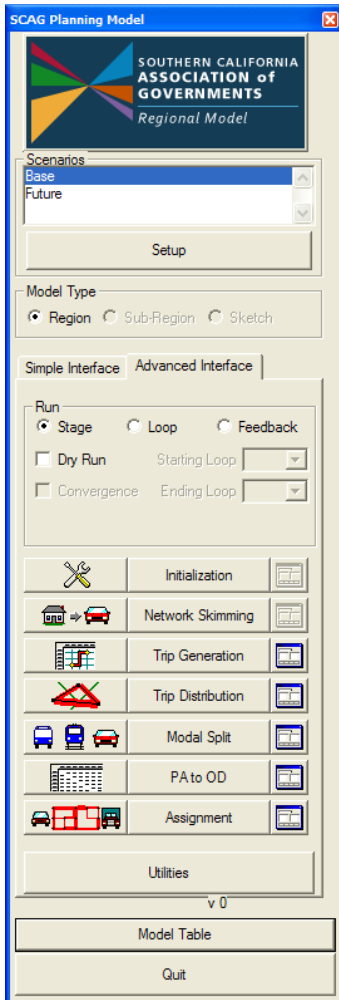 SCAG Planning Model
SOUTHERN CALIFORNIA
ASSOCIATION of
GOVERNMENTS
Regional Model
Scenarios
Base
Future
Setup
Model Type
Region Sub-Region Sketch
Simple Interface Advanced Interface
Run
Stage Loop Feedback
Dry Run Starting Loop
Convergence Ending Loop
Initialization
Network Skimming
Trip Generation
Trip Distribution
Modal Split
PA to OD
Assignment
Utilities
v 0
Model Table
Quit